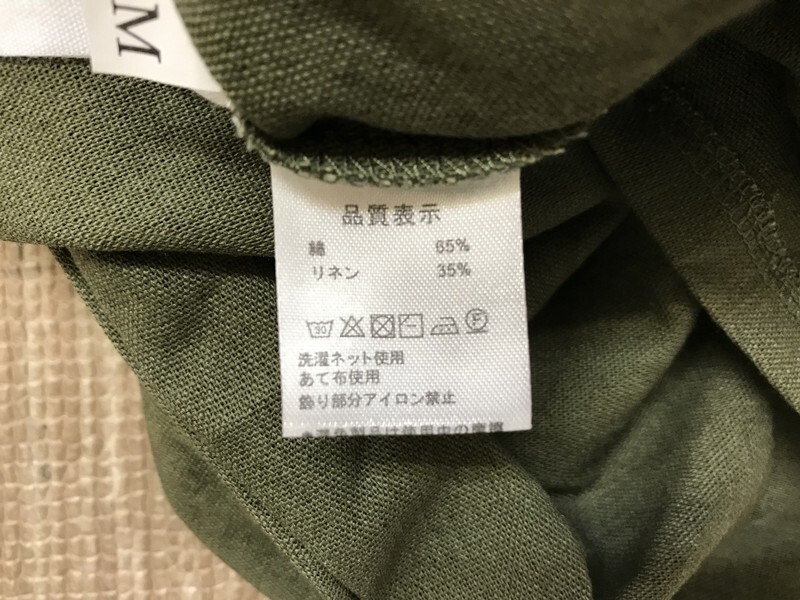 M
品質表示
綿 65%
リネン 35%
30
F
洗濯ネット使用
あて布使用
飾り部分アイロン禁止